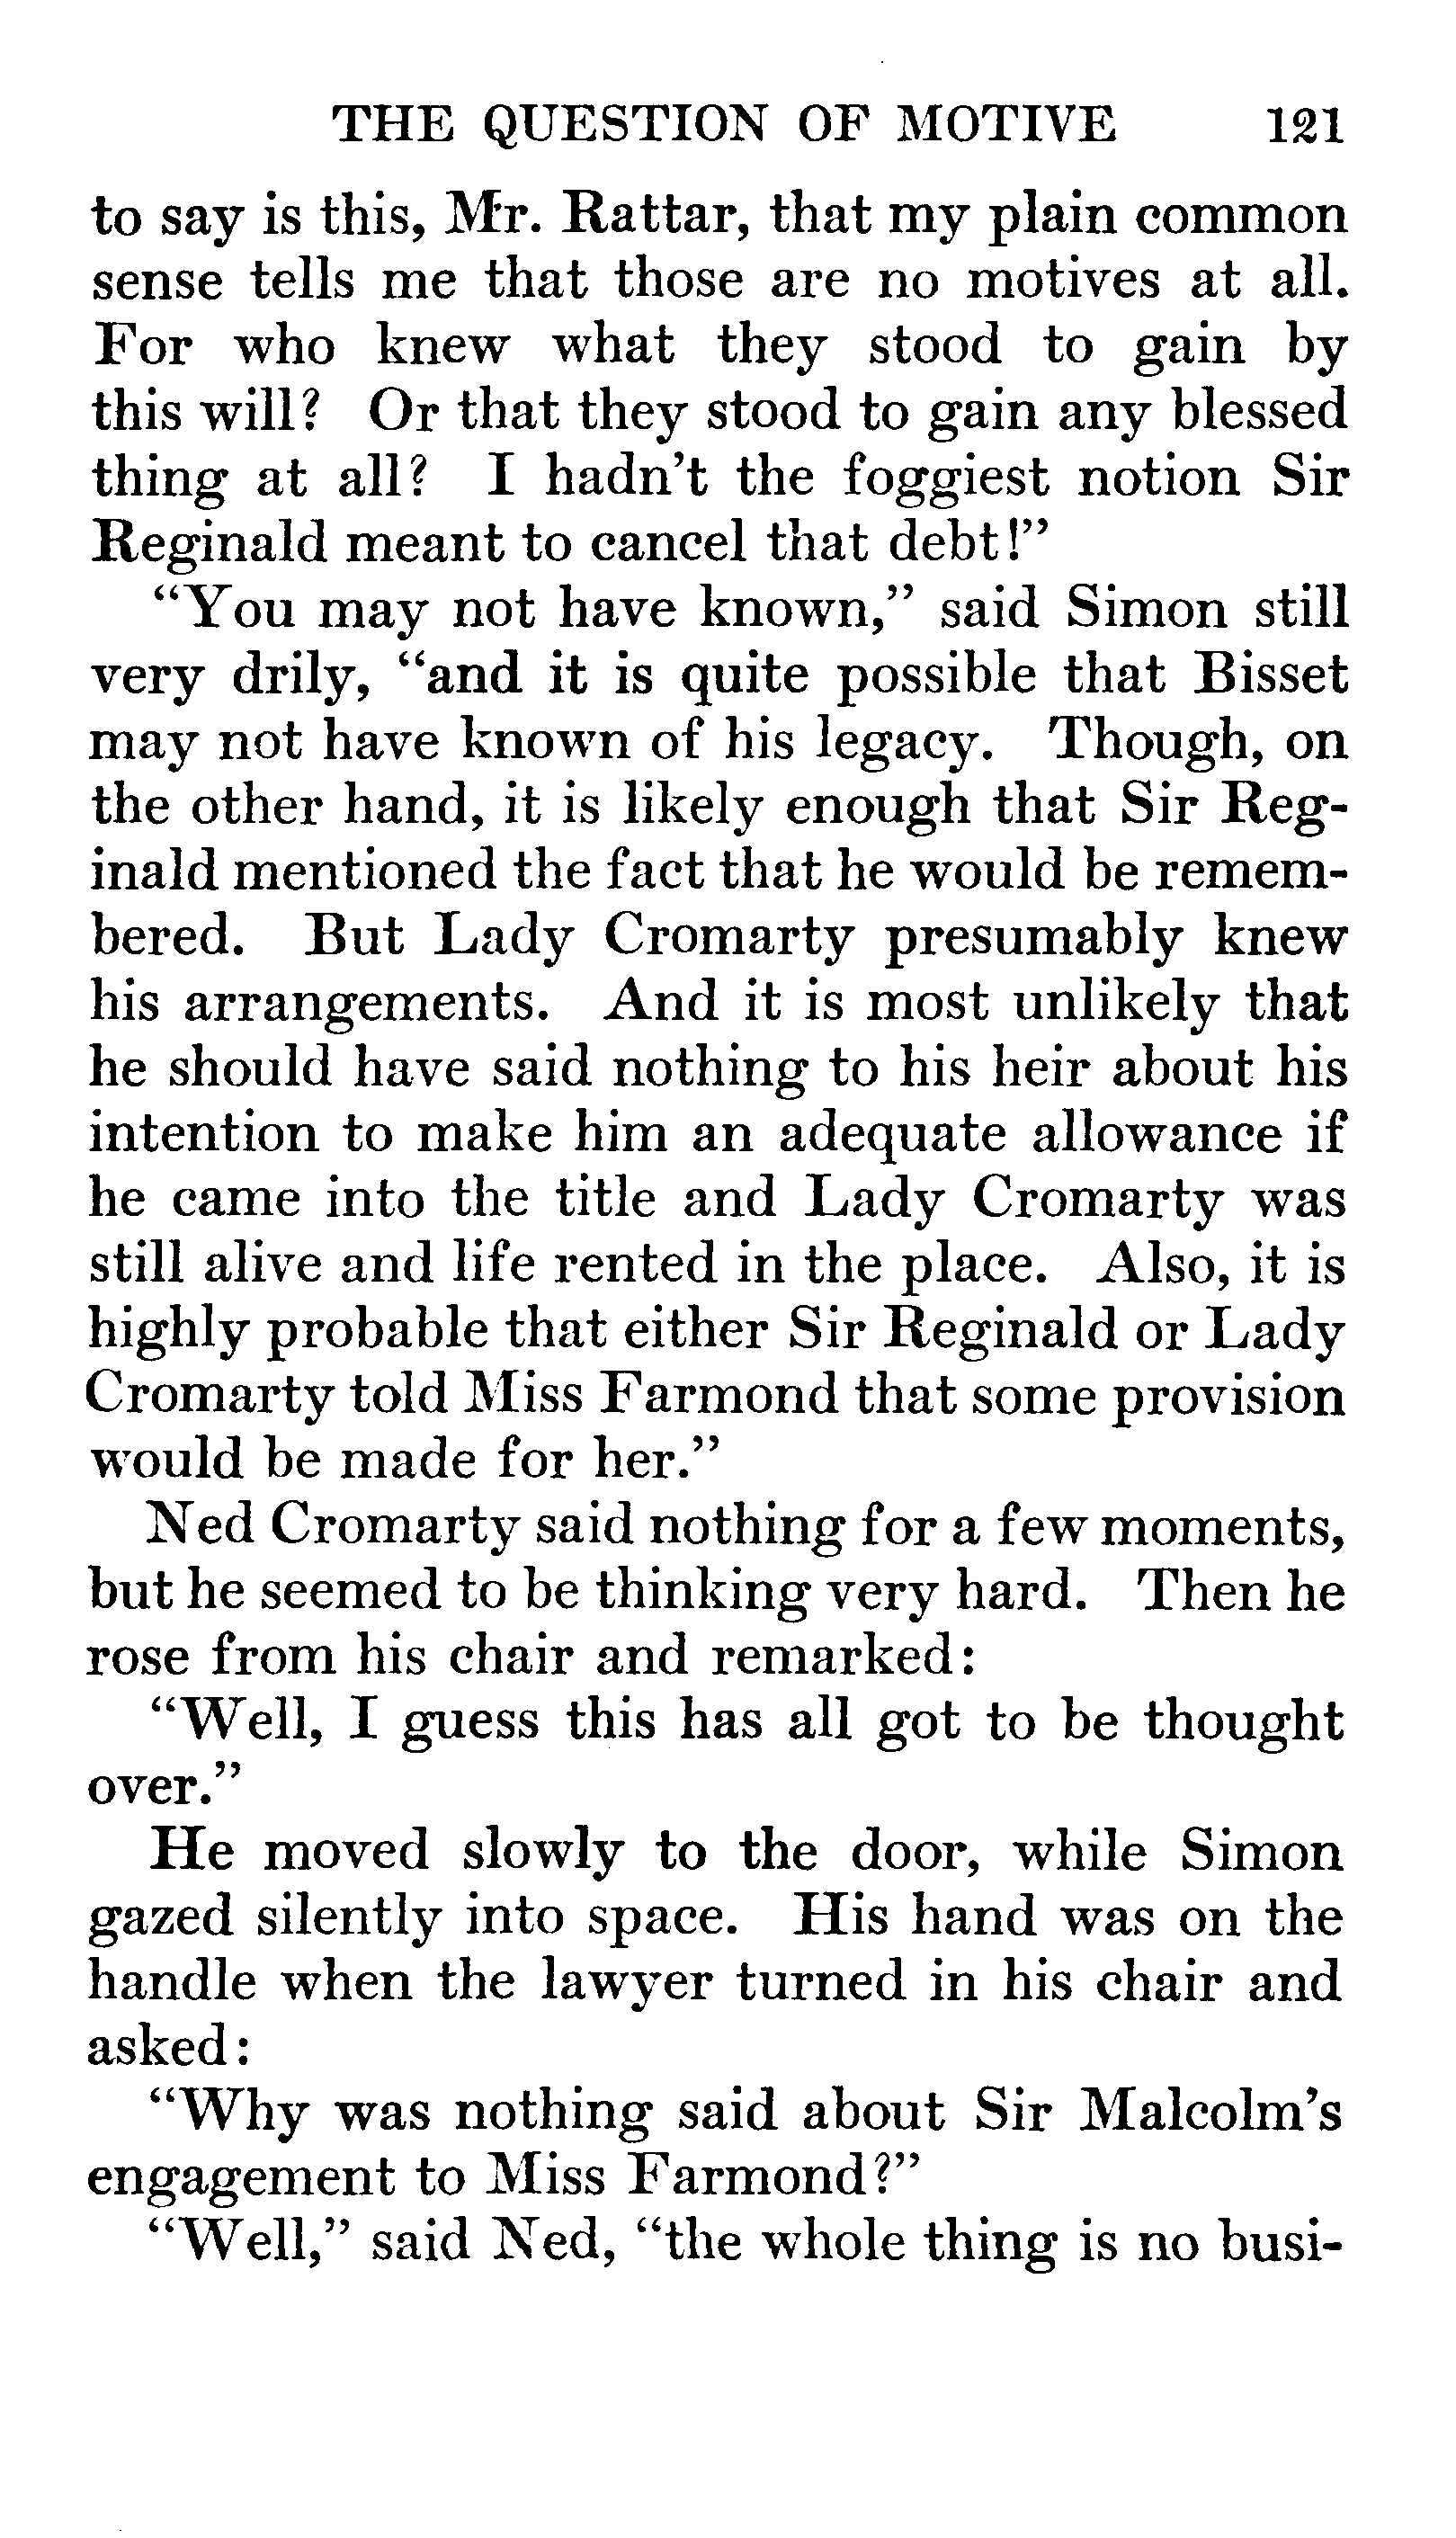 THE QUESTION OF MOTIVE 121
to say is this, Mr. Rattar, that my plain common
sense tells me that those are no motives at all.
For who knew what they stood to gain by
this will? Or that they stood to gain any blessed
thing at all? I hadn't the foggiest notion Sir
Reginald meant to cancel that debt!"
"You may not have known," said Simon still
very drily, "and it is quite possible that Bisset
may not have known of his legacy. Though, on
the other hand, it is likely enough that Sir Reg-
inald mentioned the fact that he would be remem-
bered. But Lady Cromarty presumably knew
his arrangements. And it is most unlikely that
he should have said nothing to his heir about his
intention to make him an adequate allowance if
he came into the title and Lady Cromarty was
still alive and life rented in the place. Also, it is
highly probable that either Sir Reginald or Lady
Cromarty told Miss Farmond that some provision
would be made for her."
Ned Cromarty said nothing for a few moments,
but he seemed to be thinking very hard. Then he
rose from his chair and remarked:
"Well, I guess this has all got to be thought
over."
He moved slowly to the door, while Simon
gazed silently into space. His hand was on the
handle when the lawyer turned in his chair and
asked:
"Why was nothing said about Sir Malcolm's
engagement to Miss Farmond?"
"Well," said Ned, "the whole thing is no busi-